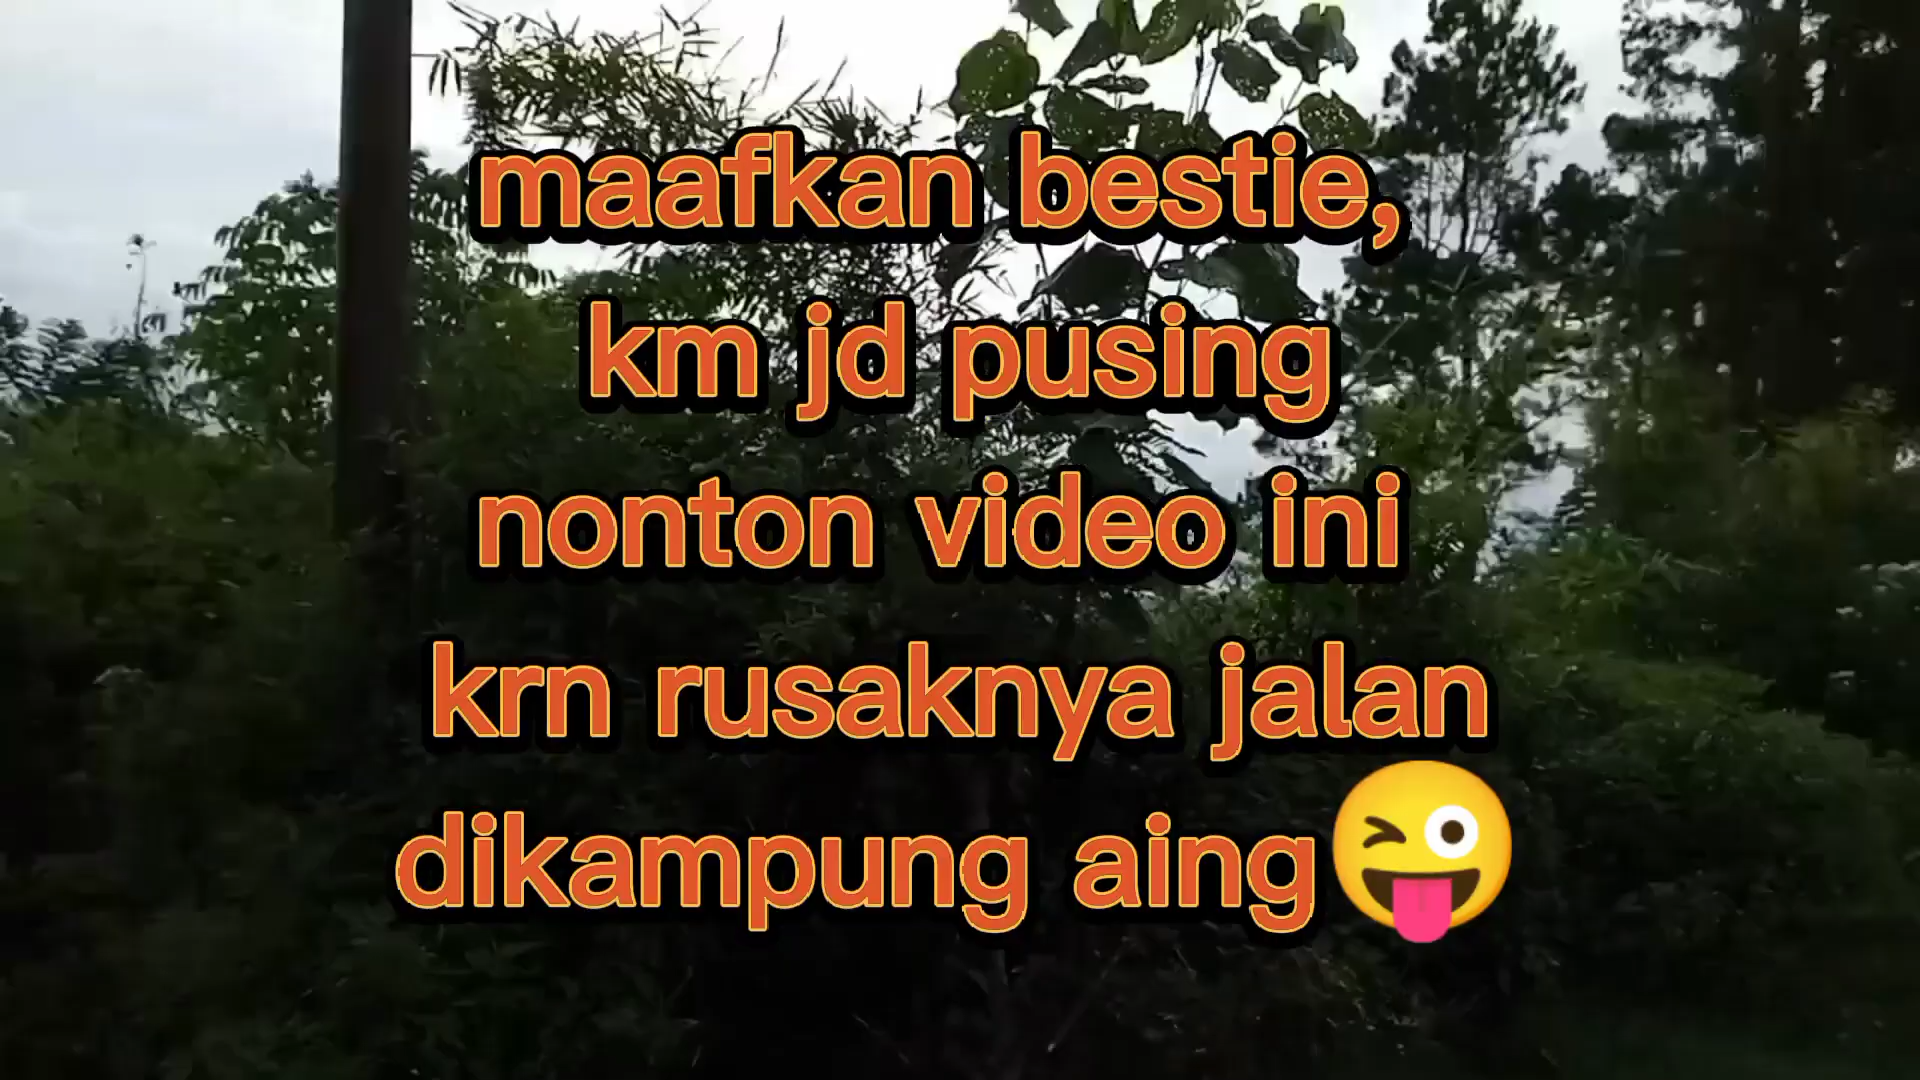 maafkan bestie,
km jd pusing
nonton video ini
krn rusaknya jalan
dikampung aing😜